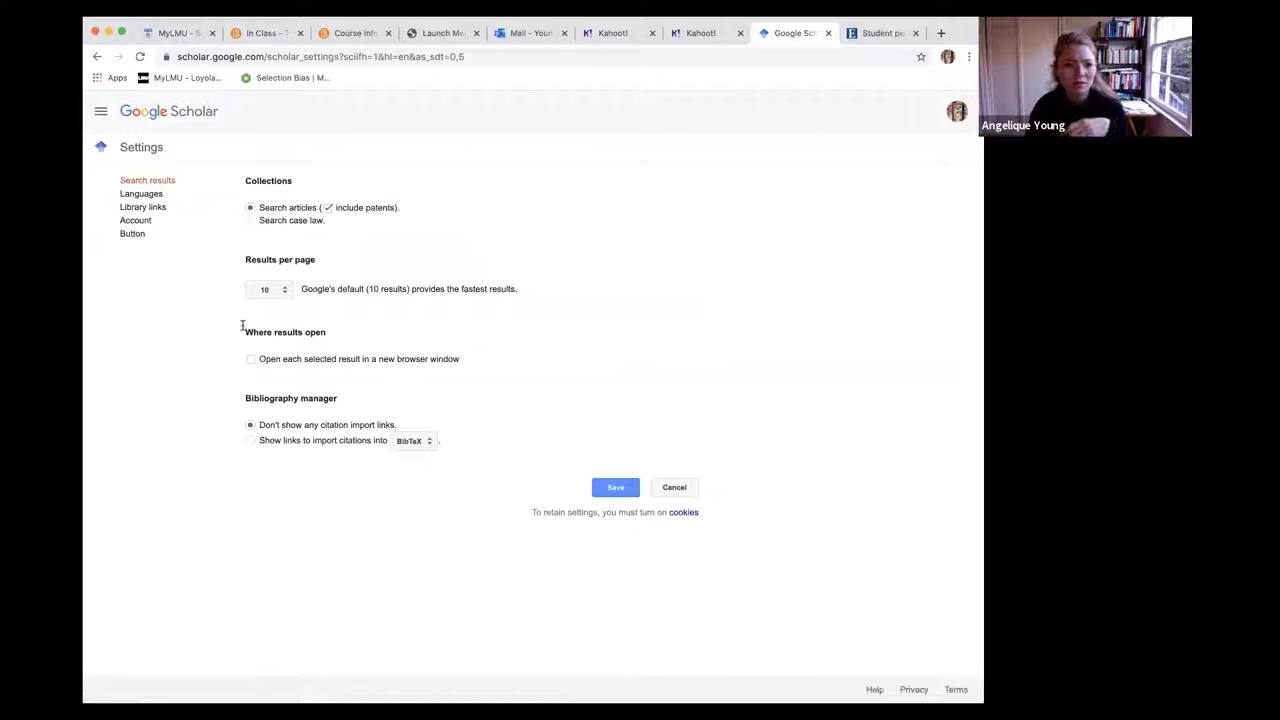 MyLMU - S
In Class - T
Course Info
Launch Me
Mail - Youn
Kahoot!
Kahoot!
Google Scho
Student pe
scholar.google.com/scholar_settings?sciifh=1&hl=en&as_sdt=0,5
Apps
LMU
MyLMU - Loyola...
Selection Bias | M...
Google Scholar
Angelique Young
Settings
Search results
Languages
Library links
Account
Button
Collections
Search articles (include patents).
Search case law.
Results per page
10 Google's default (10 results) provides the fastest results.
Where results open
Open each selected result in a new browser window
Bibliography manager
Don't show any citation import links.
Show links to import citations into BibTeX .
Save Cancel
To retain settings, you must turn on cookies
Help Privacy Terms